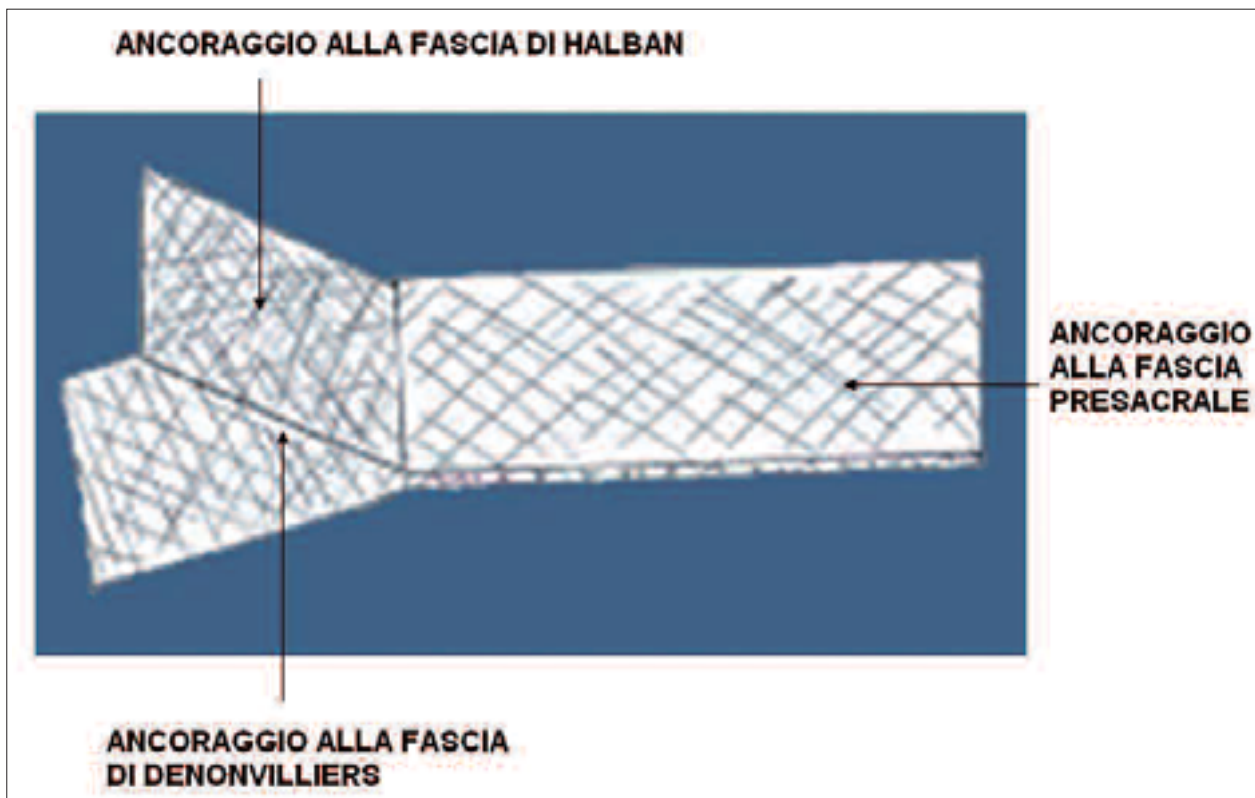 ANCORAGGIO ALLA FASCIA DI HALBAN
ANCORAGGIO
ALLA FASCIA
PRESACRALE
ANCORAGGIO ALLA FASCIA
DI DENONVILLIERS